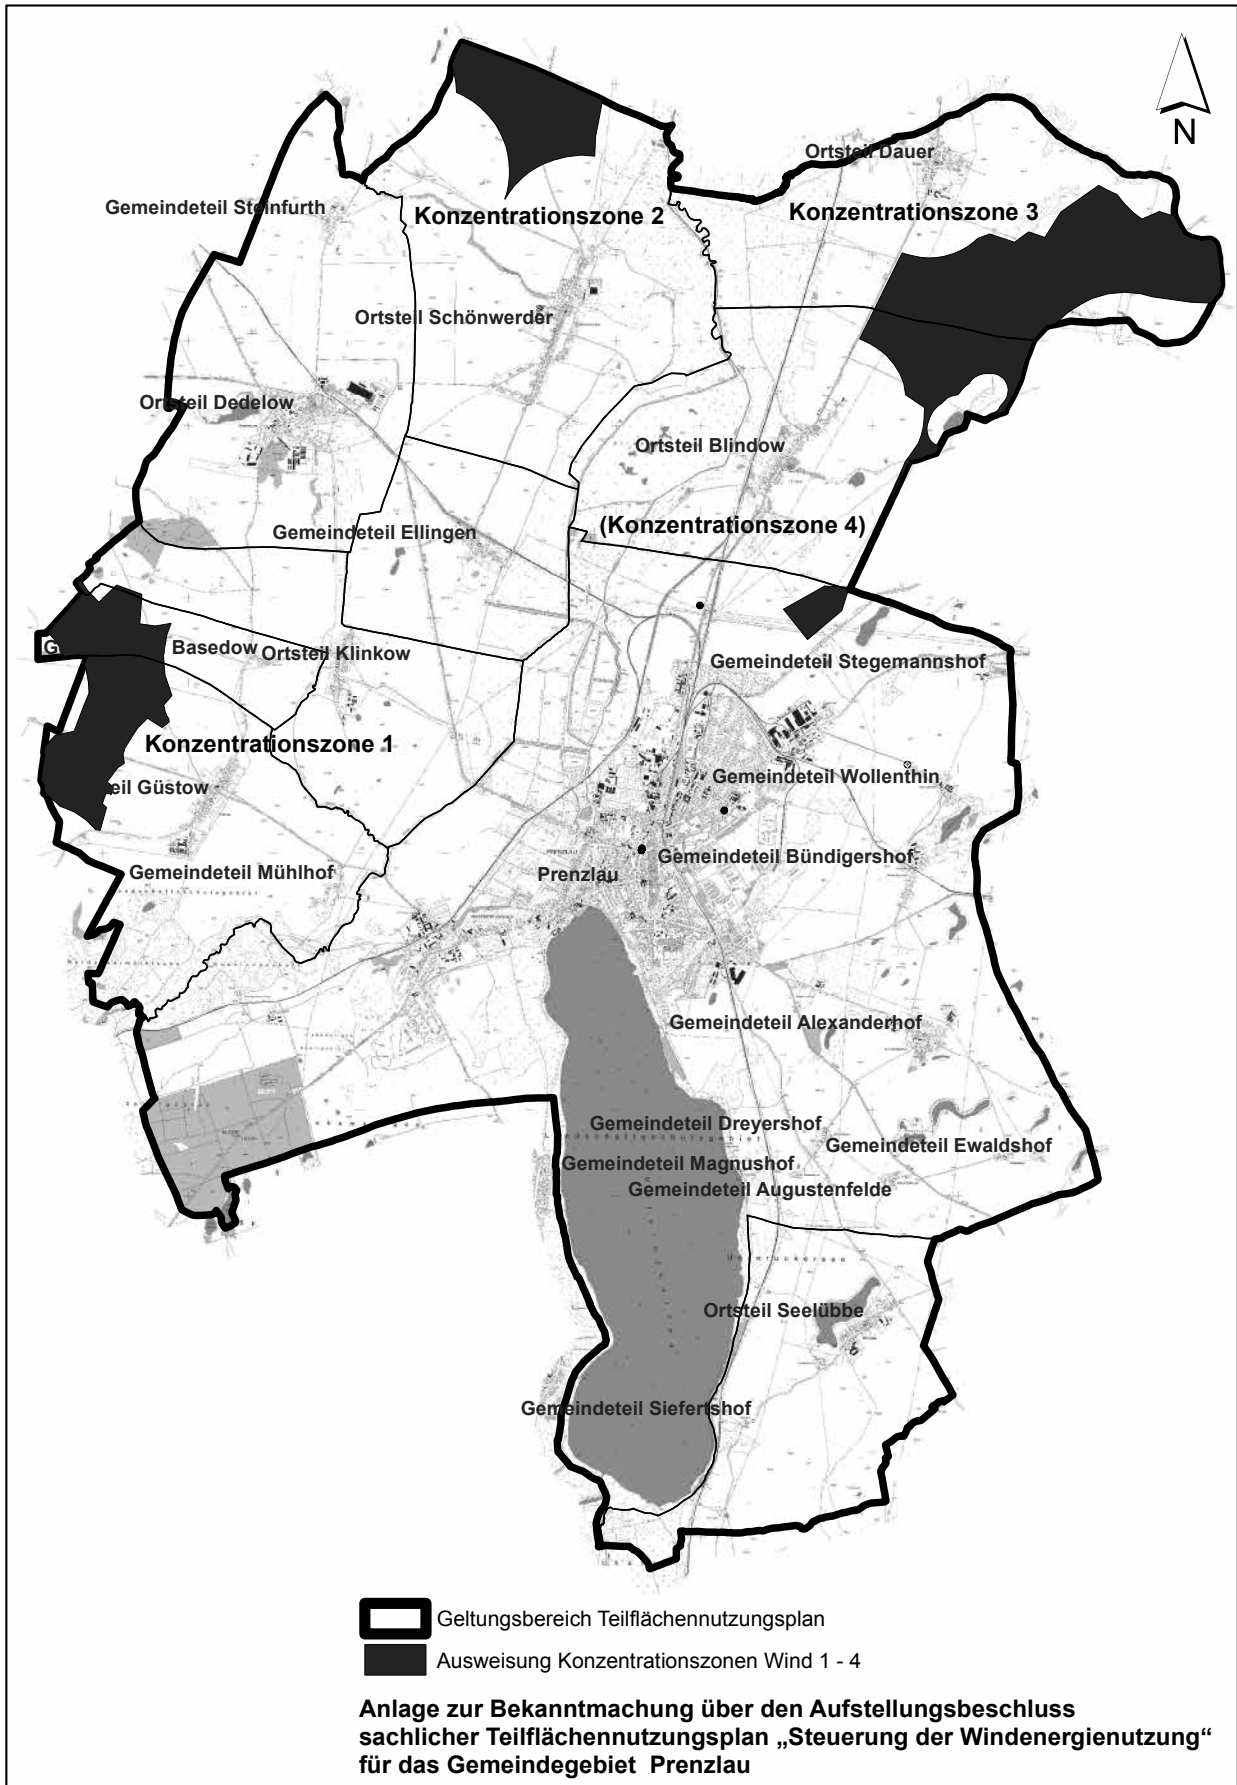 N
Ortsteil Dauer
Gemeindeteil Steinfurth
Konzentrationszone 2
Konzentrationszone 3
Ortsteil Schönwerder
Ortsteil Dedelow
Ortsteil Blindow
(Konzentrationszone 4)
Gemeindeteil Ellingen
G
Basedow
Ortsteil Klinkow
Gemeindeteil Stegemannshof
Konzentrationszone 1
eil Güstow
Gemeindeteil Wollenthin
PRENZLAU
Gemeindeteil Bündigershof
Gemeindeteil Mühlhof
Prenzlau
Gemeindeteil Alexanderhof
Gemeindeteil Dreyershof
Gemeindeteil Ewaldshof
Gemeindeteil Magnushof
Gemeindeteil Augustenfelde
Ortsteil Seelübbe
Gemeindeteil Siefertshof
Geltungsbereich Teilflächennutzungsplan
Ausweisung Konzentrationszonen Wind 1 - 4
Anlage zur Bekanntmachung über den Aufstellungsbeschluss
sachlicher Teilflächennutzungsplan „Steuerung der Windenergienutzung“
für das Gemeindegebiet Prenzlau